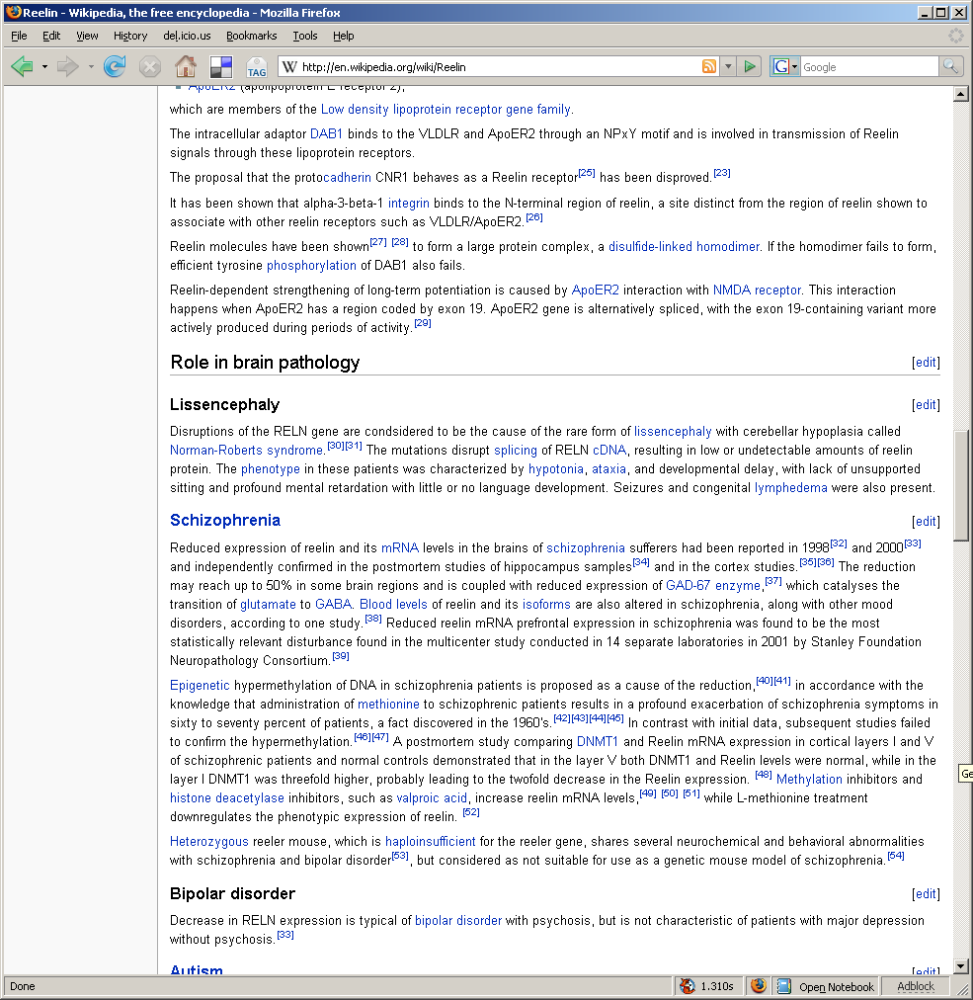 Reelin - Wikipedia, the free encyclopedia - Mozilla Firefox
File Edit View History del.icio.us Bookmarks Tools Help
TAG W http://en.wikipedia.org/wiki/Reelin G Google
ApoER2 (apolipoprotein E receptor 2),
which are members of the Low density lipoprotein receptor gene family.
The intracellular adaptor DAB1 binds to the VLDLR and ApoER2 through an NPxY motif and is involved in transmission of Reelin
signals through these lipoprotein receptors.
The proposal that the protocadherin CNR1 behaves as a Reelin receptor[25] has been disproved.[23]
It has been shown that alpha-3-beta-1 integrin binds to the N-terminal region of reelin, a site distinct from the region of reelin shown to
associate with other reelin receptors such as VLDLR/ApoER2.[26]
Reelin molecules have been shown[27] [28] to form a large protein complex, a disulfide-linked homodimer. If the homodimer fails to form,
efficient tyrosine phosphorylation of DAB1 also fails.
Reelin-dependent strengthening of long-term potentiation is caused by ApoER2 interaction with NMDA receptor. This interaction
happens when ApoER2 has a region coded by exon 19. ApoER2 gene is alternatively spliced, with the exon 19-containing variant more
actively produced during periods of activity.[29]
Role in brain pathology [edit]
Lissencephaly [edit]
Disruptions of the RELN gene are condsidered to be the cause of the rare form of lissencephaly with cerebellar hypoplasia called
Norman-Roberts syndrome.[30][31] The mutations disrupt splicing of RELN cDNA, resulting in low or undetectable amounts of reelin
protein. The phenotype in these patients was characterized by hypotonia, ataxia, and developmental delay, with lack of unsupported
sitting and profound mental retardation with little or no language development. Seizures and congenital lymphedema were also present.
Schizophrenia [edit]
Reduced expression of reelin and its mRNA levels in the brains of schizophrenia sufferers had been reported in 1998[32] and 2000[33]
and independently confirmed in the postmortem studies of hippocampus samples[34] and in the cortex studies.[35][36] The reduction
may reach up to 50% in some brain regions and is coupled with reduced expression of GAD-67 enzyme,[37] which catalyses the
transition of glutamate to GABA. Blood levels of reelin and its isoforms are also altered in schizophrenia, along with other mood
disorders, according to one study.[38] Reduced reelin mRNA prefrontal expression in schizophrenia was found to be the most
statistically relevant disturbance found in the multicenter study conducted in 14 separate laboratories in 2001 by Stanley Foundation
Neuropathology Consortium.[39]
Epigenetic hypermethylation of DNA in schizophrenia patients is proposed as a cause of the reduction,[40][41] in accordance with the
knowledge that administration of methionine to schizophrenic patients results in a profound exacerbation of schizophrenia symptoms in
sixty to seventy percent of patients, a fact discovered in the 1960's.[42][43][44][45] In contrast with initial data, subsequent studies failed
to confirm the hypermethylation.[46][47] A postmortem study comparing DNMT1 and Reelin mRNA expression in cortical layers I and V
of schizophrenic patients and normal controls demonstrated that in the layer V both DNMT1 and Reelin levels were normal, while in the
layer I DNMT1 was threefold higher, probably leading to the twofold decrease in the Reelin expression. [48] Methylation inhibitors and
histone deacetylase inhibitors, such as valproic acid, increase reelin mRNA levels,[49] [50] [51] while L-methionine treatment
downregulates the phenotypic expression of reelin. [52]
Heterozygous reeler mouse, which is haploinsufficient for the reeler gene, shares several neurochemical and behavioral abnormalities
with schizophrenia and bipolar disorder[53], but considered as not suitable for use as a genetic mouse model of schizophrenia.[54]
Bipolar disorder [edit]
Decrease in RELN expression is typical of bipolar disorder with psychosis, but is not characteristic of patients with major depression
without psychosis.[33]
Autism [edit]
Ge
Done 1.310s Open Notebook Adblock